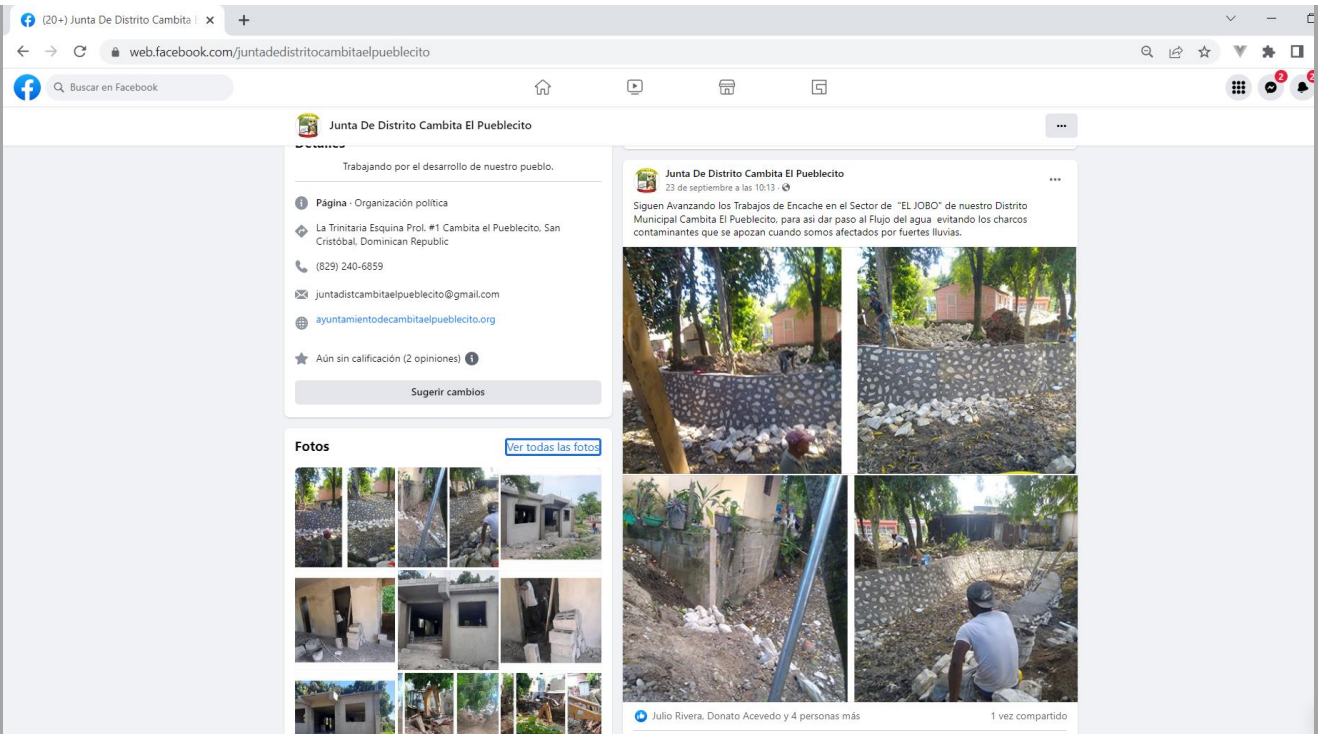 (20+) Junta De Distrito Cambita
web.facebook.com/juntadedistritocambitaelpueblecito
Buscar en Facebook
2
2
Junta De Distrito Cambita El Pueblecito
Detalles
Trabajando por el desarrollo de nuestro pueblo.
Página · Organización política
La Trinitaria Esquina Prol. #1 Cambita el Pueblecito, San
Cristóbal, Dominican Republic
(829) 240-6859
juntadistcambitaelpueblecito@gmail.com
ayuntamientodecambitaelpueblecito.org
Aún sin calificación (2 opiniones)
Sugerir cambios
Fotos
Ver todas las fotos
Junta De Distrito Cambita El Pueblecito
23 de septiembre a las 10:13 ·
Siguen Avanzando los Trabajos de Encache en el Sector de "EL JOBO" de nuestro Distrito
Municipal Cambita El Pueblecito, para asi dar paso al Flujo del agua evitando los charcos
contaminantes que se apozan cuando somos afectados por fuertes lluvias.
Julio Rivera, Donato Acevedo y 4 personas más
1 vez compartido